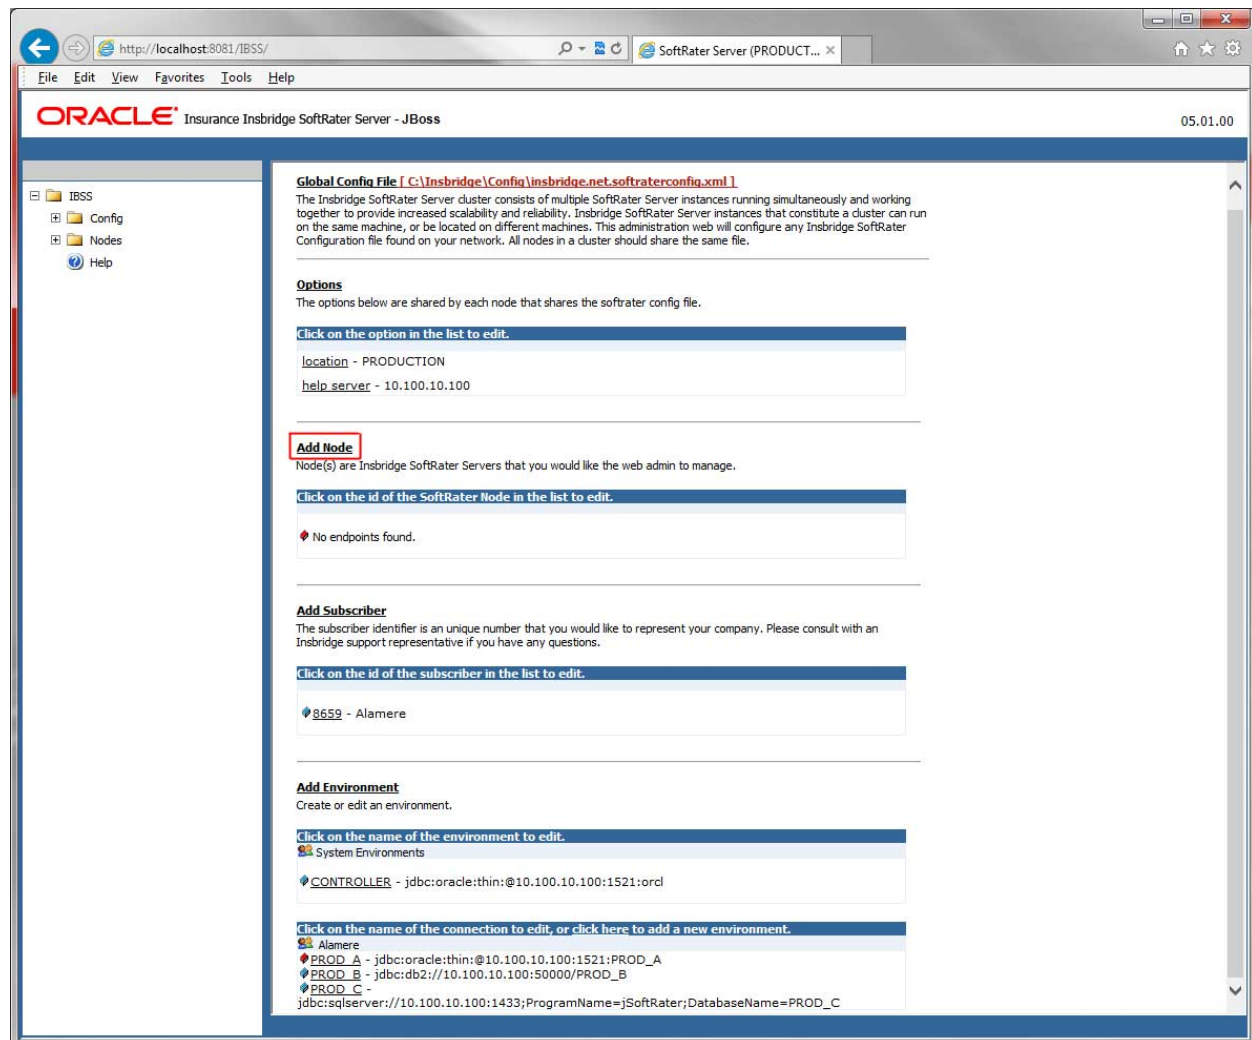 http://localhost:8081/IBSS/
SoftRater Server (PRODUCT... ×
File Edit View Favorites Tools Help
ORACLE Insurance Insbridge SoftRater Server - JBoss
05.01.00
IBSS
Config
Nodes
Help
Global Config File [ C:\Insbridge\Config\insbridge.net.softraterconfig.xml ]
The Insbridge SoftRater Server cluster consists of multiple SoftRater Server instances running simultaneously and working
together to provide increased scalability and reliability. Insbridge SoftRater Server instances that constitute a cluster can run
on the same machine, or be located on different machines. This administration web will configure any Insbridge SoftRater
Configuration file found on your network. All nodes in a cluster should share the same file.
Options
The options below are shared by each node that shares the softrater config file.
Click on the option in the list to edit.
location - PRODUCTION
help server - 10.100.10.100
Add Node
Node(s) are Insbridge SoftRater Servers that you would like the web admin to manage.
Click on the id of the SoftRater Node in the list to edit.
No endpoints found.
Add Subscriber
The subscriber identifier is an unique number that you would like to represent your company. Please consult with an
Insbridge support representative if you have any questions.
Click on the id of the subscriber in the list to edit.
8659 - Alamere
Add Environment
Create or edit an environment.
Click on the name of the environment to edit.
System Environments
CONTROLLER - jdbc:oracle:thin:@10.100.10.100:1521:orcl
Click on the name of the connection to edit, or click here to add a new environment.
Alamere
PROD_A - jdbc:oracle:thin:@10.100.10.100:1521:PROD_A
PROD_B - jdbc:db2://10.100.10.100:50000/PROD_B
PROD_C -
jdbc:sqlserver://10.100.10.100:1433;ProgramName=jSoftRater;DatabaseName=PROD_C